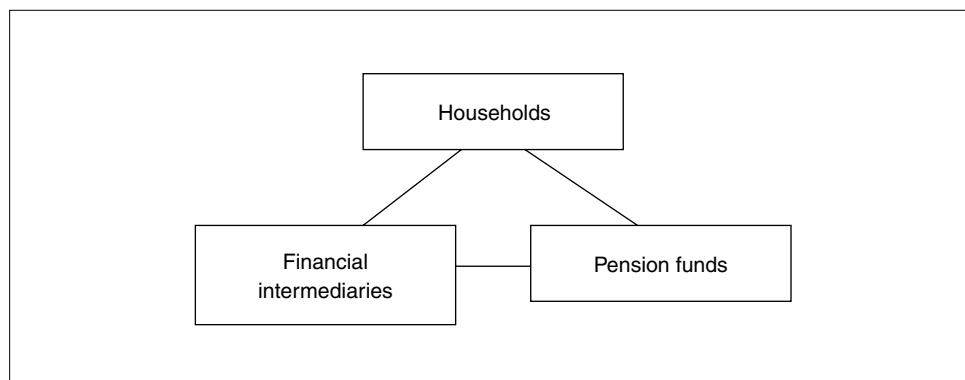 Households
Financial
intermediaries
Pension funds